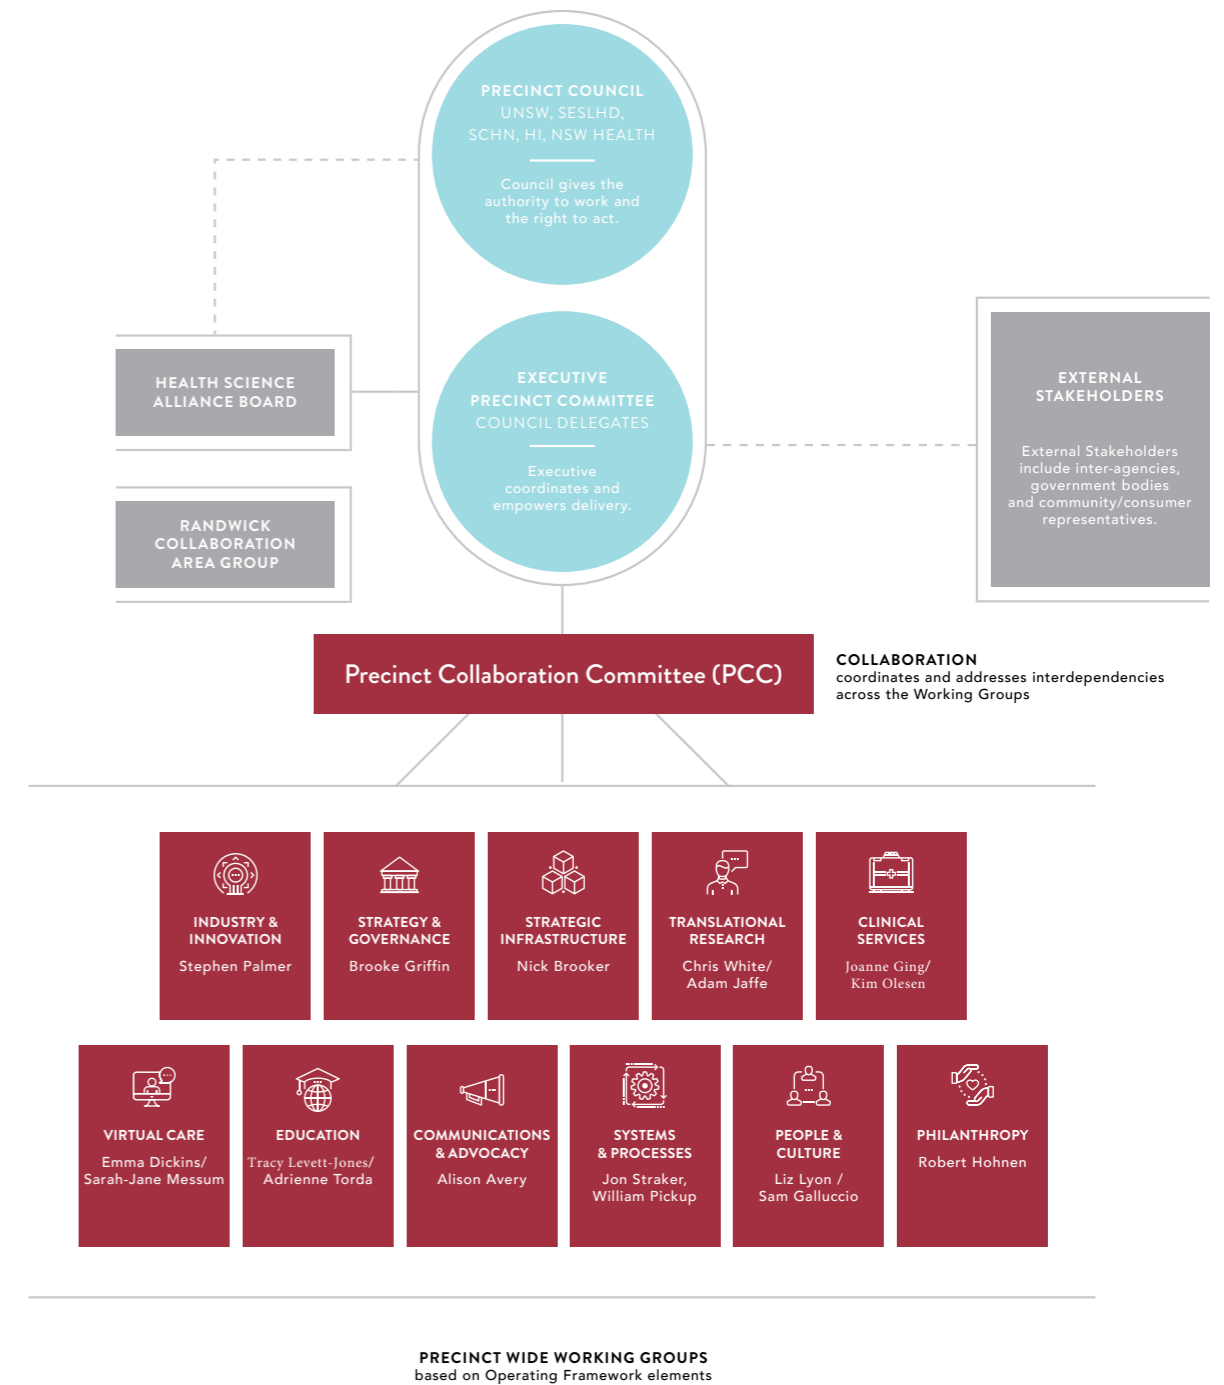 PRECINCT COUNCIL
UNSW, SESLHD,
SCHN, HI, NSW HEALTH
Council gives the
authority to work and
the right to act.
EXECUTIVE
PRECINCT COMMITTEE
COUNCIL DELEGATES
Executive
coordinates and
empowers delivery.
HEALTH SCIENCE
ALLIANCE BOARD
RANDWICK
COLLABORATION
AREA GROUP
EXTERNAL
STAKEHOLDERS
External Stakeholders
include inter-agencies,
government bodies
and community/consumer
representatives.
Precinct Collaboration Committee (PCC)
COLLABORATION
coordinates and addresses interdependencies
across the Working Groups
INDUSTRY &
INNOVATION
Stephen Palmer
STRATEGY &
GOVERNANCE
Brooke Griffin
STRATEGIC
INFRASTRUCTURE
Nick Brooker
TRANSLATIONAL
RESEARCH
Chris White/
Adam Jaffe
CLINICAL
SERVICES
Joanne Ging/
Kim Olesen
VIRTUAL CARE
Emma Dickins/
Sarah-Jane Messum
EDUCATION
Tracy Levett-Jones/
Adrienne Torda
COMMUNICATIONS
& ADVOCACY
Alison Avery
SYSTEMS
& PROCESSES
Jon Straker,
William Pickup
PEOPLE &
CULTURE
Liz Lyon /
Sam Galluccio
PHILANTHROPY
Robert Hohnen
PRECINCT WIDE WORKING GROUPS
based on Operating Framework elements